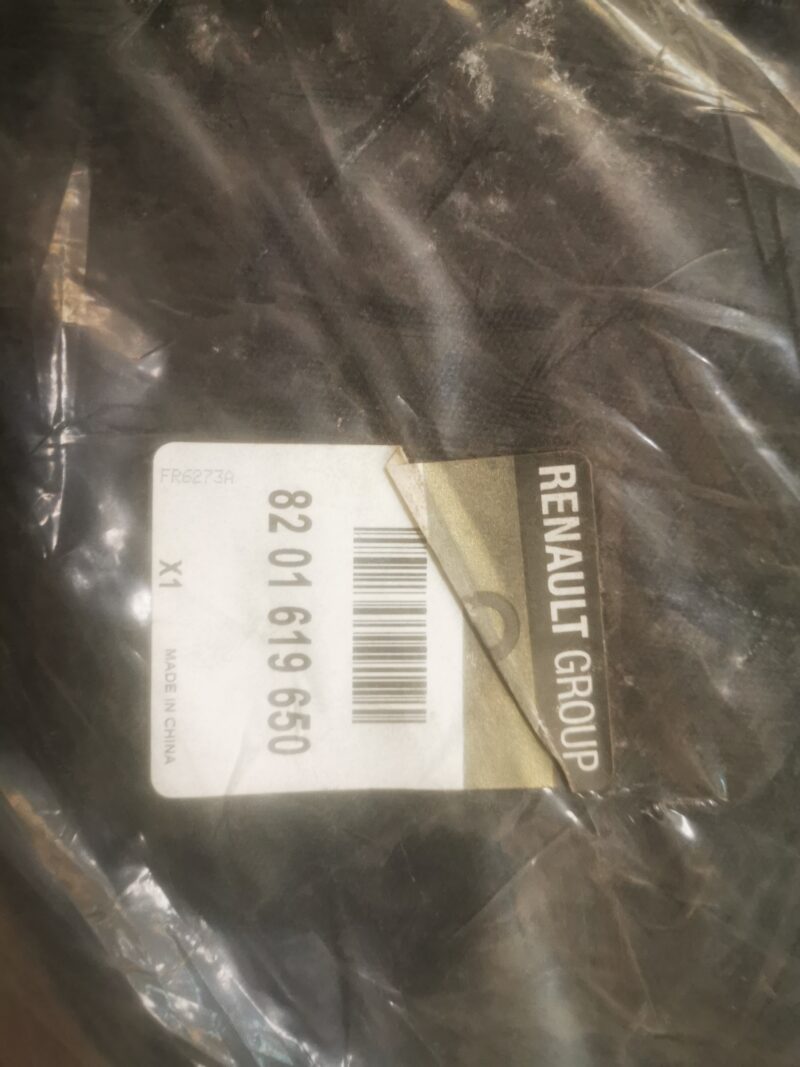 RENAULT GROUP
82 01 619 650
FR6273A
X1
MADE IN CHINA